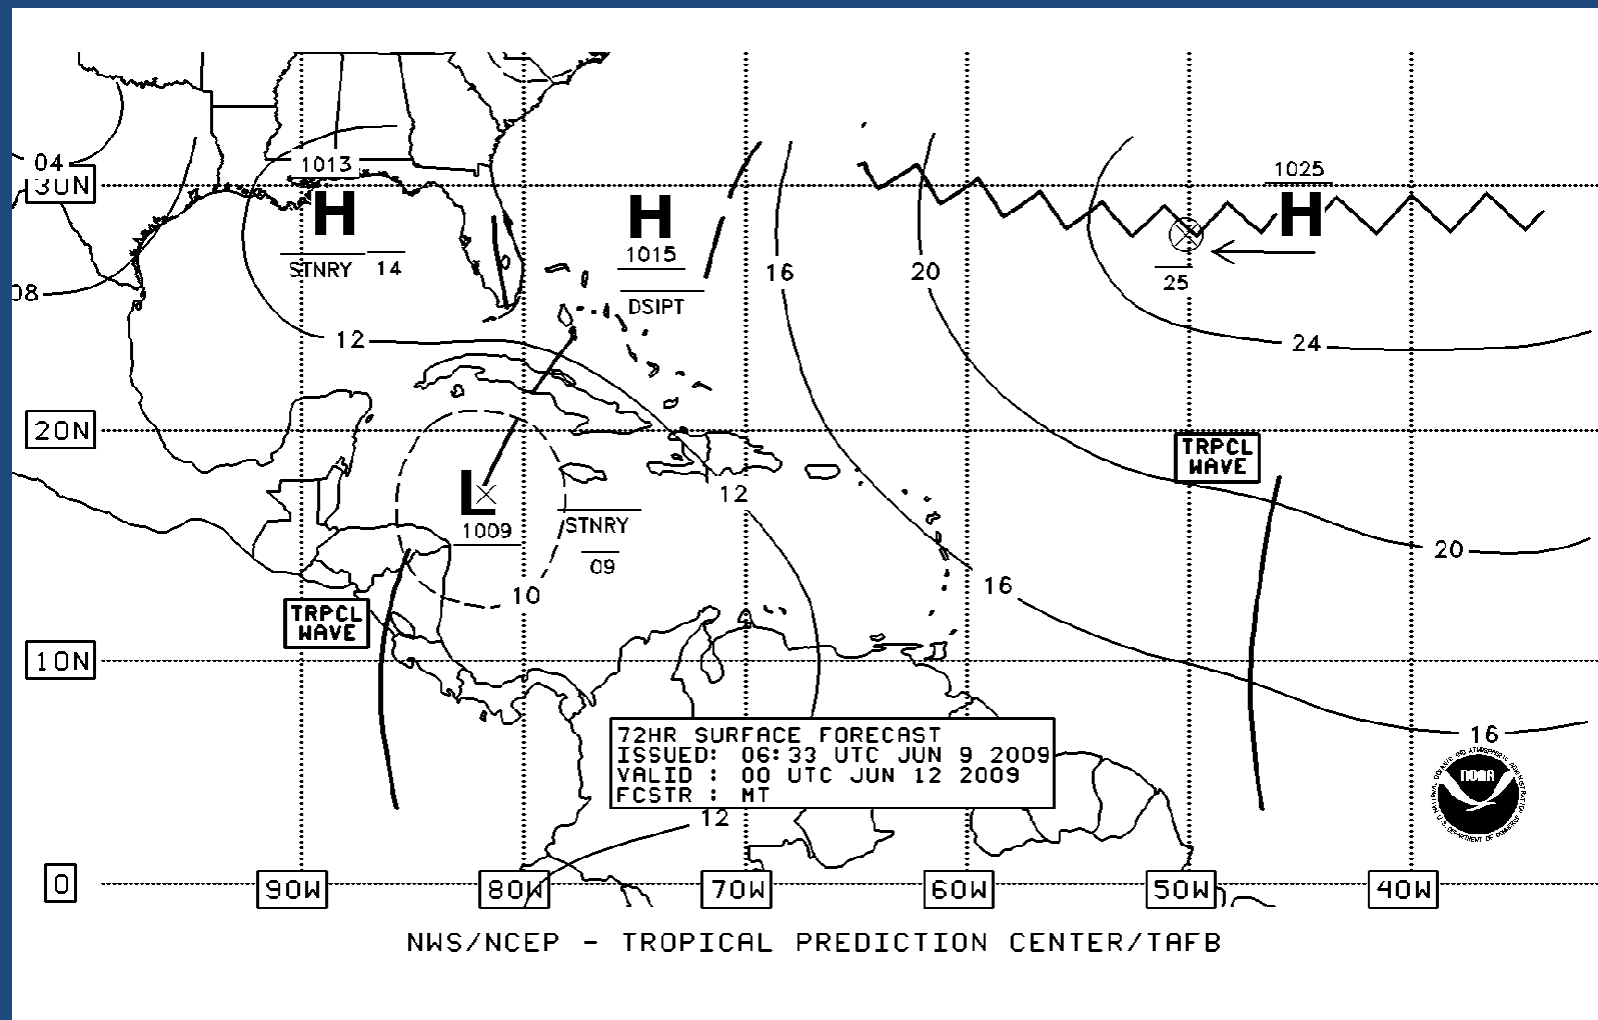 04
1013
1025
30N
H
H
H
1015
STNRY 14
16
20
25
08
DSIPT
12
24
20N
TRPCL
WAVE
L
12
1009
STNRY
20
09
10
16
TRPCL
WAVE
10N
16
72HR SURFACE FORECAST
ISSUED: 06:33 UTC JUN 9 2009
VALID : 00 UTC JUN 12 2009
FCSTR : MT
NOAA
12
0
90W
80W
70W
60W
50W
40W
NWS/NCEP - TROPICAL PREDICTION CENTER/TAFB